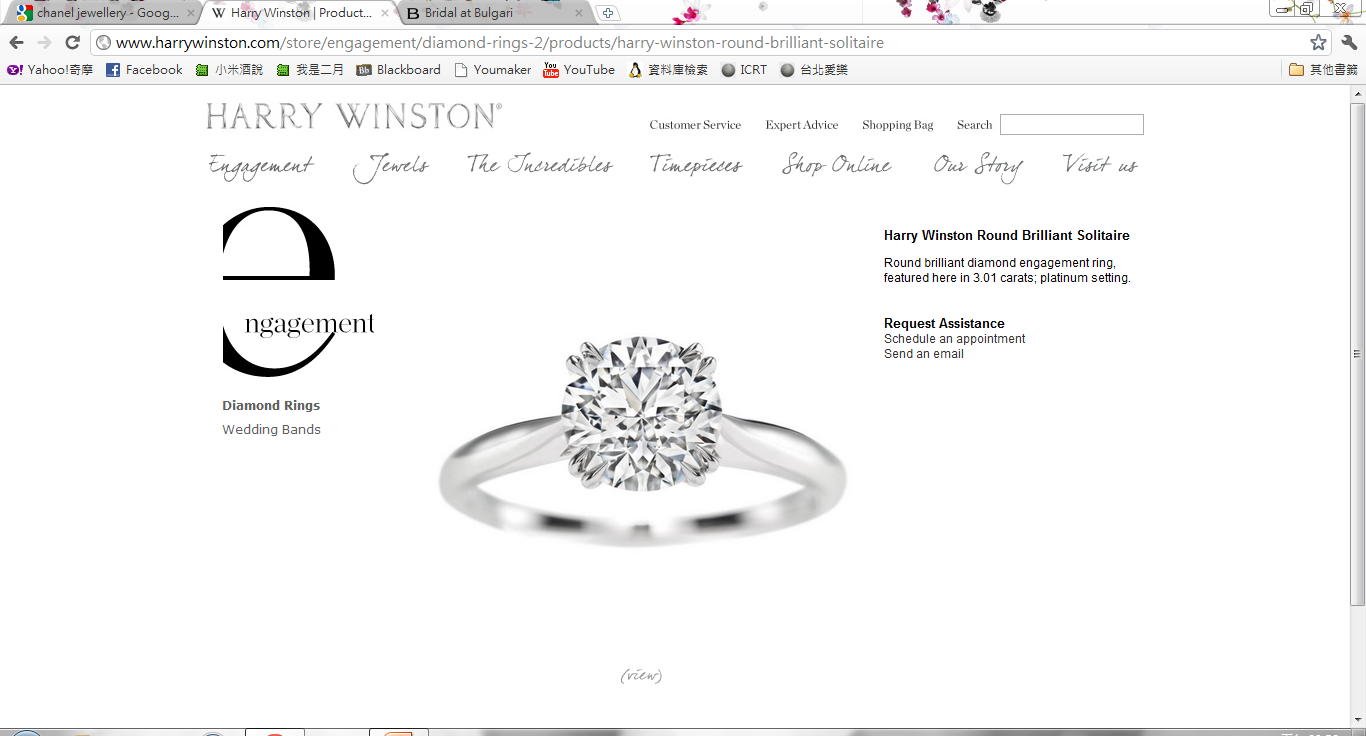 chanel jewellery - Goog...
Harry Winston | Product...
Bridal at Bulgari
www.harrywinston.com/store/engagement/diamond-rings-2/products/harry-winston-round-brilliant-solitaire
Yahoo!奇摩 Facebook 小米酒說 我是二月 Blackboard Youmaker YouTube 資料庫檢索 ICRT 台北愛樂 其他書籤
HARRY WINSTON®
Customer Service Expert Advice Shopping Bag Search
Engagement Jewels The Incredibles Timepieces Shop Online Our Story Visit us
engagement
Diamond Rings
Wedding Bands
Harry Winston Round Brilliant Solitaire
Round brilliant diamond engagement ring,
featured here in 3.01 carats; platinum setting.
Request Assistance
Schedule an appointment
Send an email
(view)